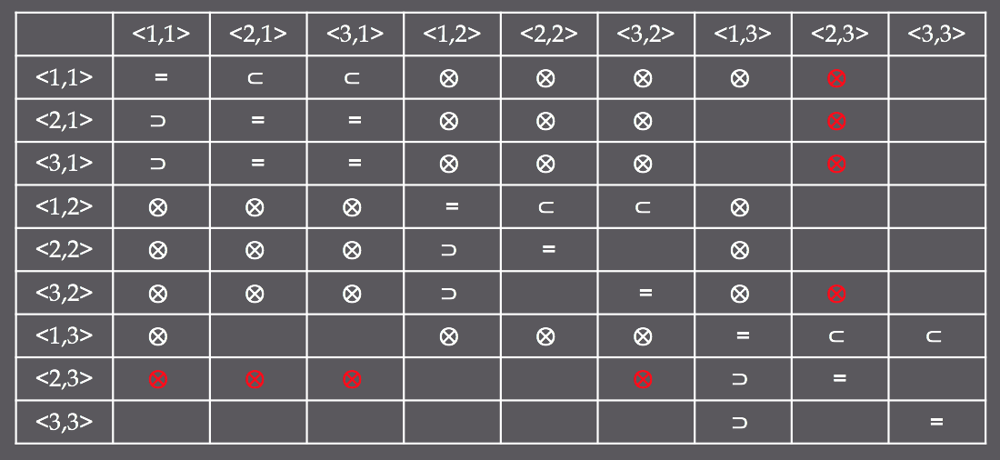 <1,1> <2,1> <3,1> <1,2> <2,2> <3,2> <1,3> <2,3> <3,3>
<1,1> = ⊂ ⊂ ⊗ ⊗ ⊗ ⊗ ⊗
<2,1> ⊃ = = ⊗ ⊗ ⊗ ⊗
<3,1> ⊃ = = ⊗ ⊗ ⊗ ⊗
<1,2> ⊗ ⊗ ⊗ = ⊂ ⊂ ⊗
<2,2> ⊗ ⊗ ⊗ ⊃ = ⊗
<3,2> ⊗ ⊗ ⊗ ⊃ = ⊗ ⊗
<1,3> ⊗ ⊗ ⊗ ⊗ = ⊂ ⊂
<2,3> ⊗ ⊗ ⊗ ⊗ ⊃ =
<3,3> ⊃ =